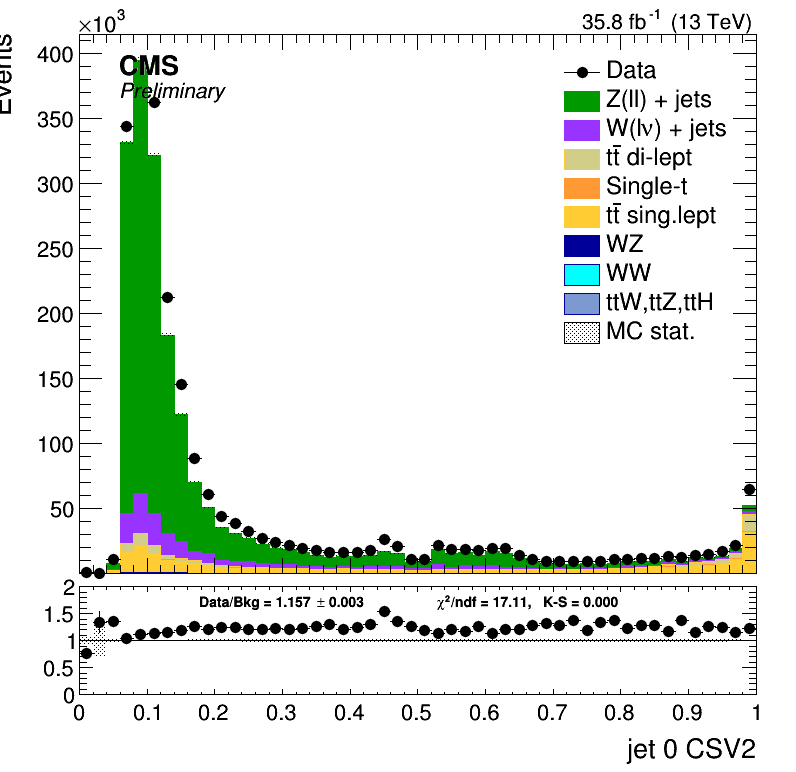 ×10³
35.8 fb⁻¹ (13 TeV)
Events
CMS
Preliminary
Data
Z(ll) + jets
W(lν) + jets
tt̄ di-lept
Single-t
tt̄ sing.lept
WZ
WW
ttW,ttZ,ttH
MC stat.
400
350
300
250
200
150
100
50
Data/Bkg = 1.157 ± 0.003 χ²/ndf = 17.11, K-S = 0.000
2
1.5
1
0.5
0
0 0.1 0.2 0.3 0.4 0.5 0.6 0.7 0.8 0.9 1
jet 0 CSV2